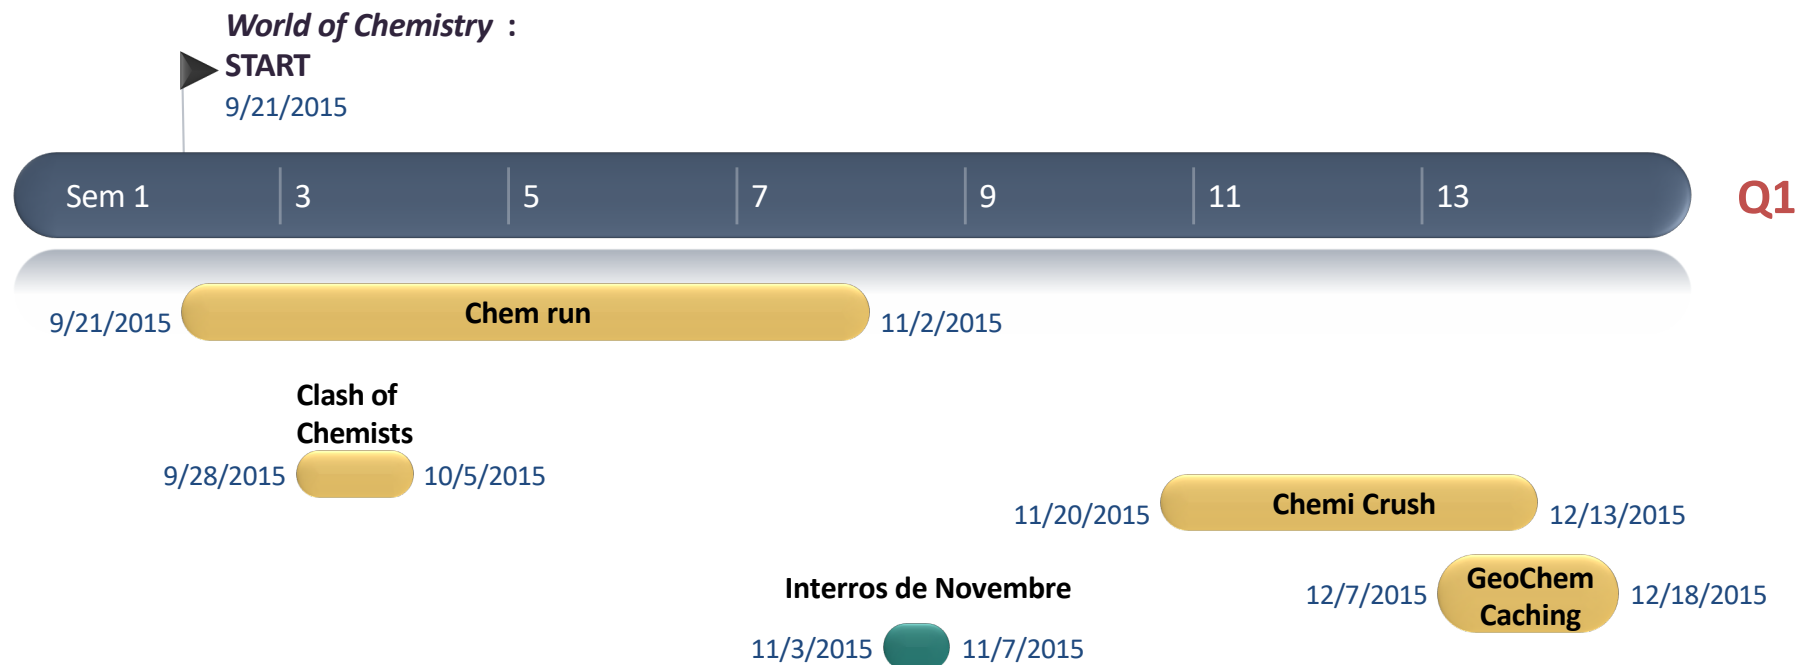 World of Chemistry :
START
9/21/2015
Sem 1 3 5 7 9 11 13 Q1
9/21/2015 Chem run 11/2/2015
Clash of
Chemists
9/28/2015 10/5/2015
11/20/2015 Chemi Crush 12/13/2015
Interros de Novembre
11/3/2015 11/7/2015
12/7/2015 GeoChem
Caching 12/18/2015